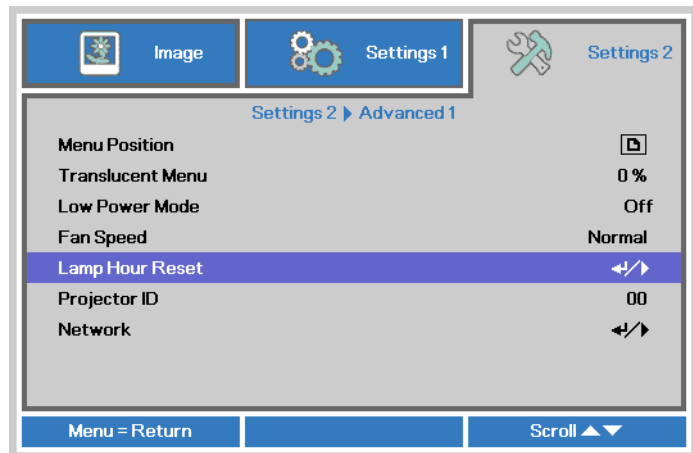 Image
Settings 1
Settings 2
Settings 2 ▶ Advanced 1
Menu Position
Translucent Menu 0 %
Low Power Mode Off
Fan Speed Normal
Lamp Hour Reset ↵/▶
Projector ID 00
Network ↵/▶
Menu = Return
Scroll ▲▼